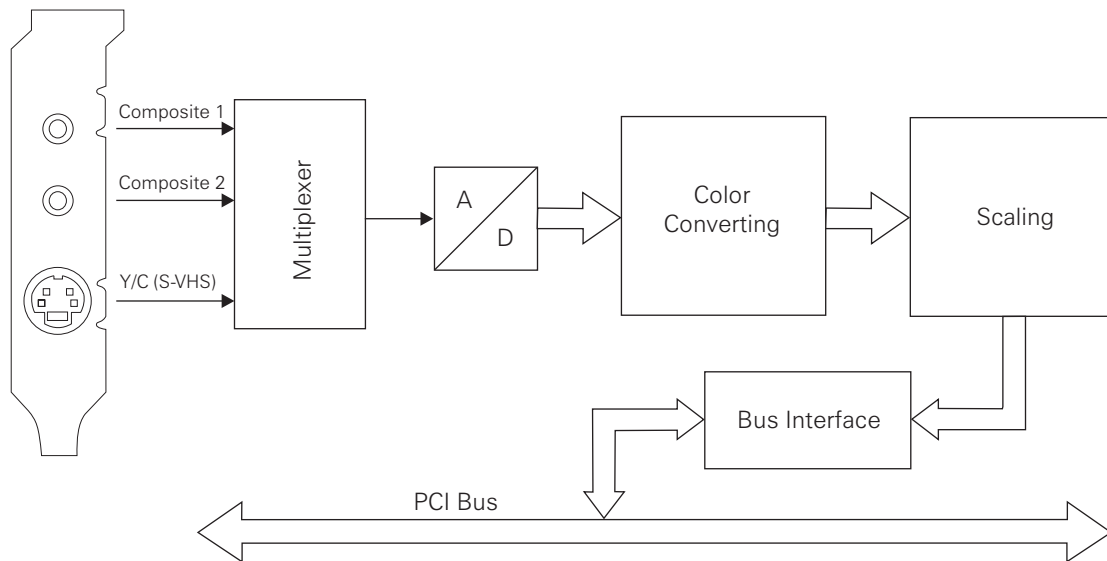 Composite 1
Composite 2
Y/C (S-VHS)
Multiplexer
A
D
Color
Converting
Scaling
Bus Interface
PCI Bus